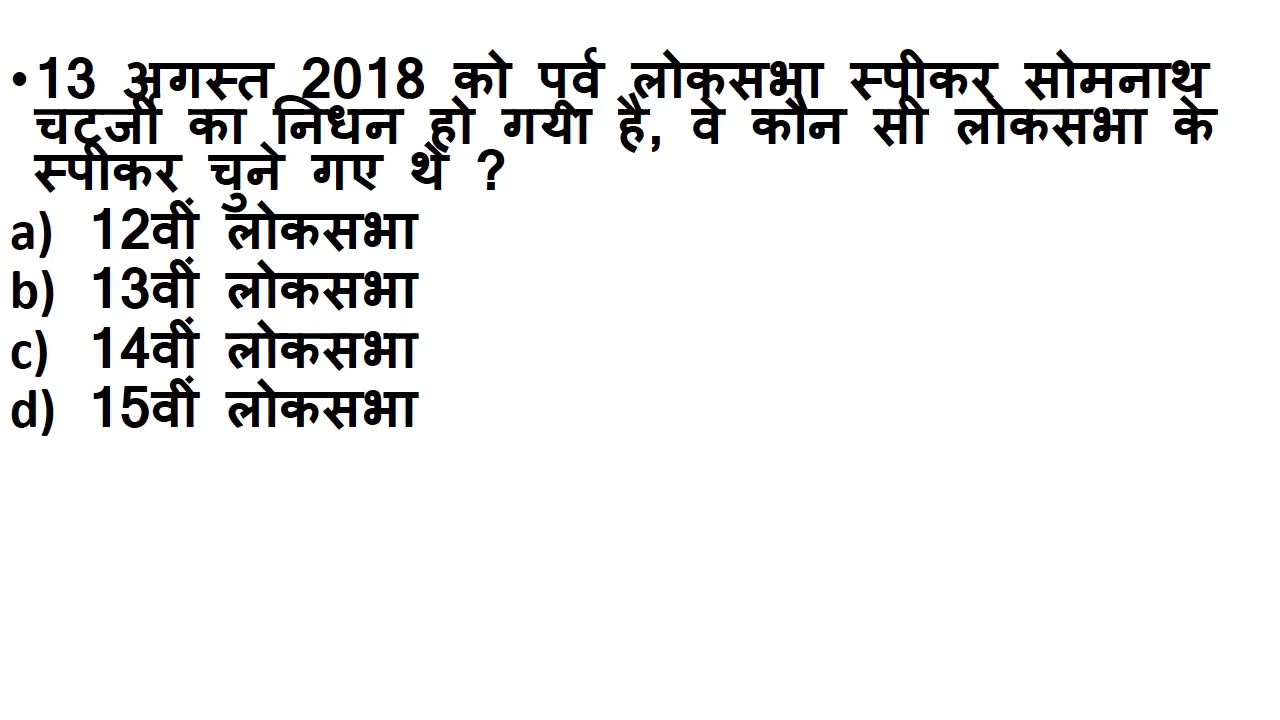 •13 अगस्त 2018 को पूर्व लोकसभा स्पीकर सोमनाथ
चटर्जी का निधन हो गया है, वे कौन सी लोकसभा के
स्पीकर चुने गए थे ?
a) 12वीं लोकसभा
b) 13वीं लोकसभा
c) 14वीं लोकसभा
d) 15वीं लोकसभा